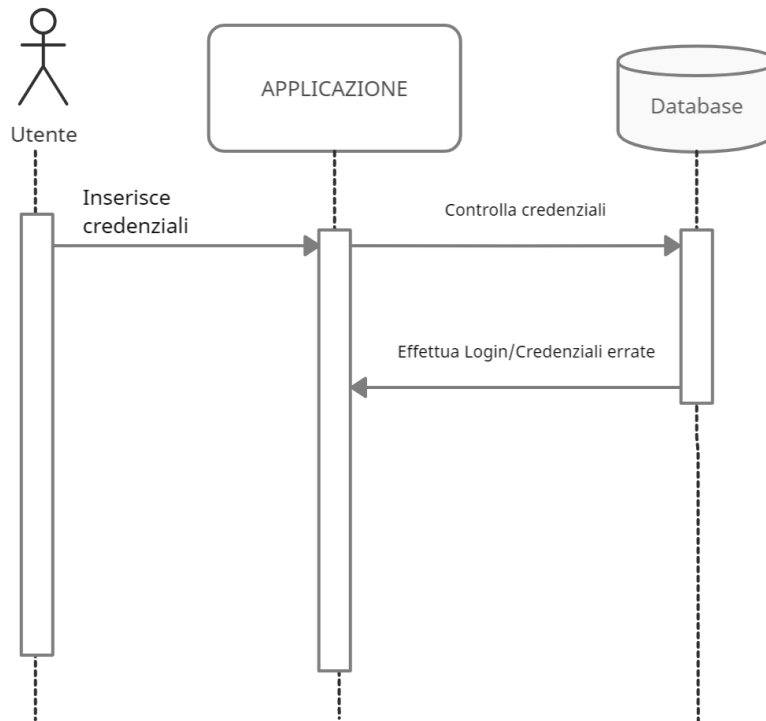 APPLICAZIONE
Database
Utente
Inserisce
credenziali
Controlla credenziali
Effettua Login/Credenziali errate